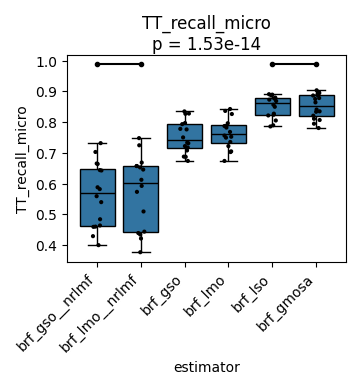 TT_recall_micro
p = 1.53e-14
TT_recall_micro
1.0
0.9
0.8
0.7
0.6
0.5
0.4
brf_gso__nrlmf
brf_lmo__nrlmf
brf_gso
brf_lmo
brf_lso
brf_gmosa
estimator